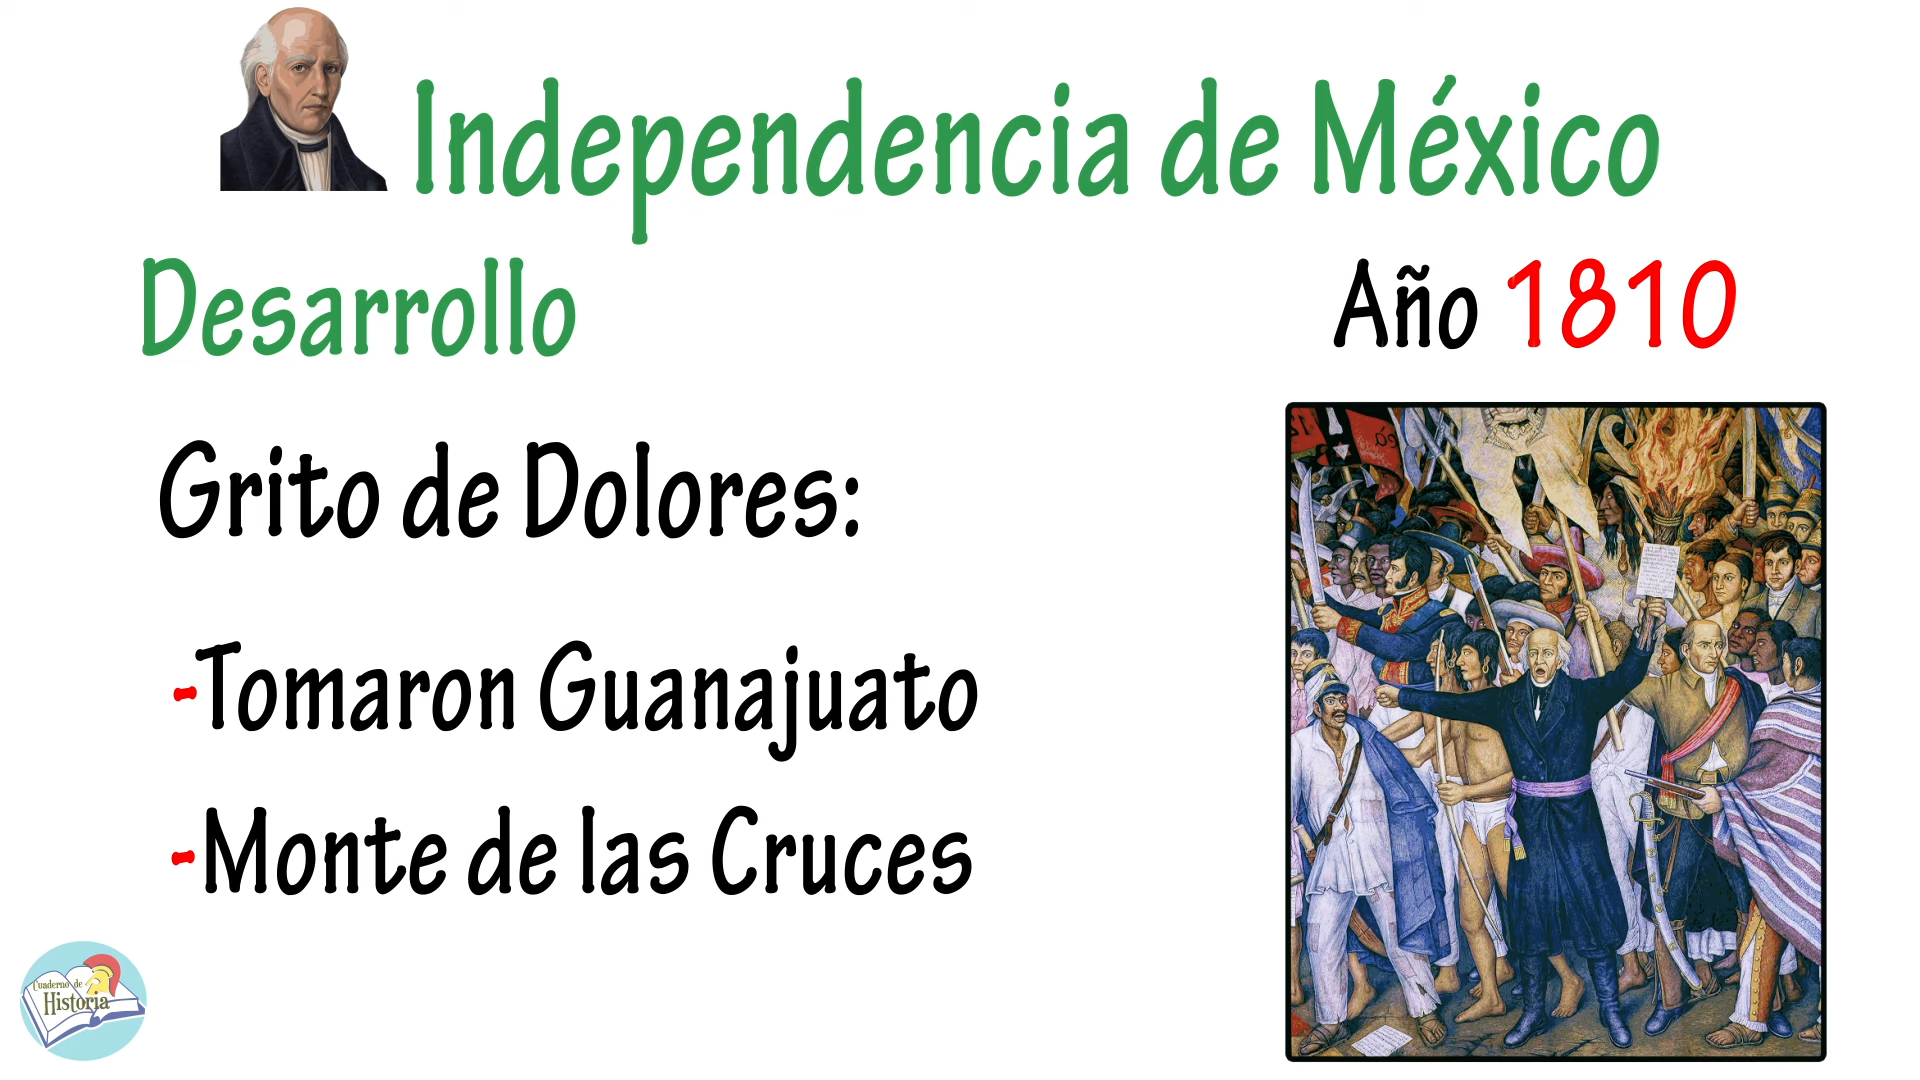 Independencia de México
Desarrollo
Año 1810
Grito de Dolores:
-Tomaron Guanajuato
-Monte de las Cruces
Cuaderno de
Historia